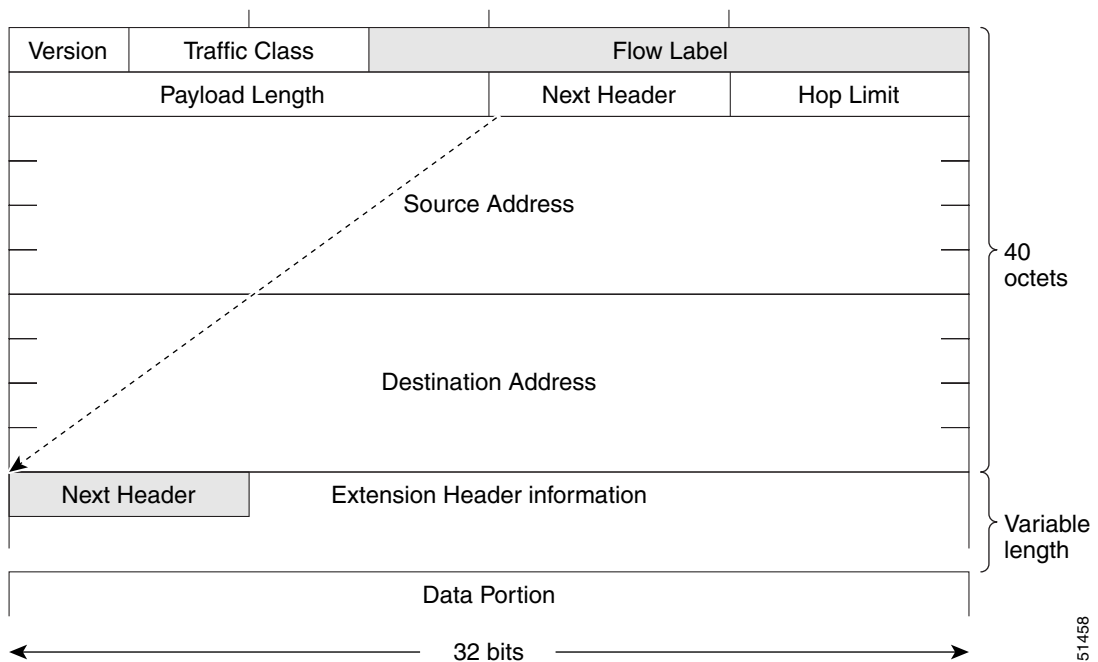 Version Traffic Class Flow Label
Payload Length Next Header Hop Limit
Source Address
40
octets
Destination Address
Next Header Extension Header information
Variable
length
Data Portion
32 bits
51458